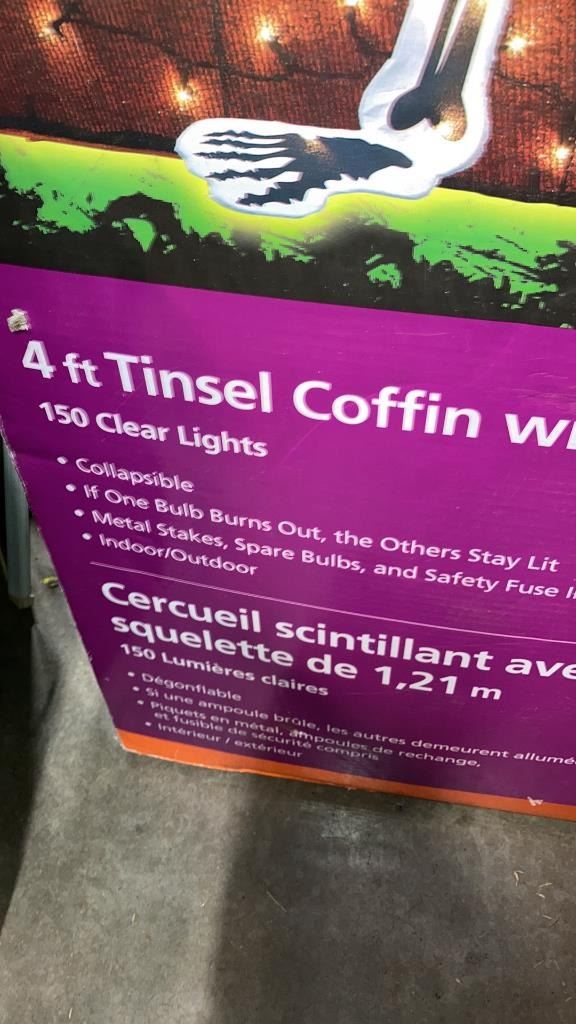 4 ft Tinsel Coffin
150 Clear Lights
• Collapsible
• If One Bulb Burns Out, the Others Stay Lit
• Metal Stakes, Spare Bulbs, and Safety Fuse
• Indoor/Outdoor
Cercueil scintillant
squelette de 1,21 m
150 Lumières claires
• Dégonflable
• Si une ampoule brûle, les autres demeurent
• Piquets en métal, ampoules de rechange,
et fusible de sécurité compris
• Intérieur / extérieur